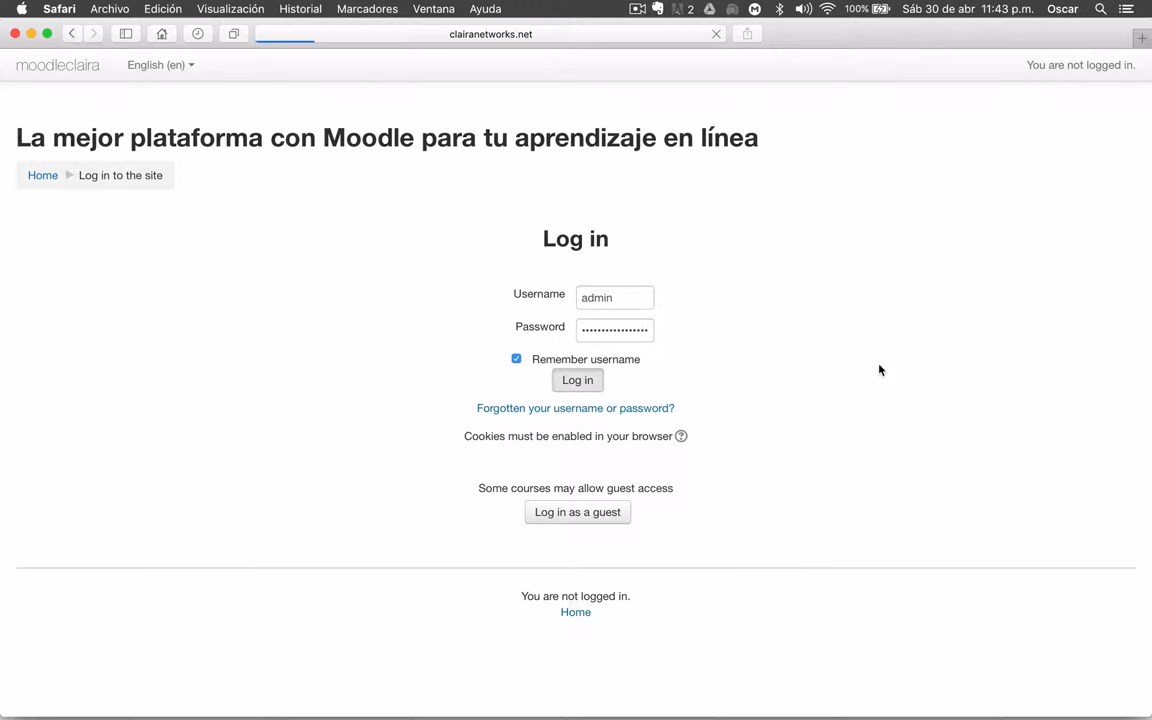 Safari Archivo Edición Visualización Historial Marcadores Ventana Ayuda 2 100% Sáb 30 de abr 11:43 p.m. Oscar
clairanetworks.net
moodleclaira English (en) You are not logged in.
La mejor plataforma con Moodle para tu aprendizaje en línea
Home Log in to the site
Log in
Username admin
Password
Remember username
Log in
Forgotten your username or password?
Cookies must be enabled in your browser
Some courses may allow guest access
Log in as a guest
You are not logged in.
Home